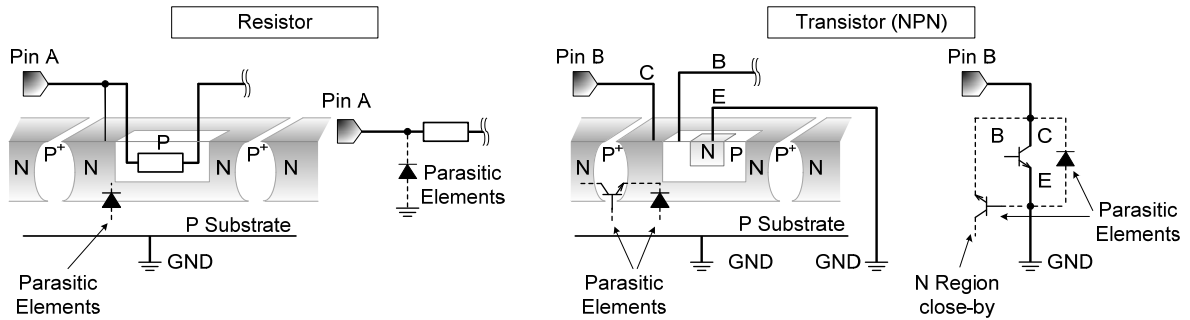 Resistor
Pin A
N
P+
N
P
N
P+
N
P Substrate
GND
Parasitic
Elements
Pin A
Parasitic
Elements
Transistor (NPN)
Pin B
C
B
E
N
P+
N
N
P
N
P+
N
P Substrate
GND
GND
Parasitic
Elements
Pin B
B
C
E
Parasitic
Elements
GND
N Region
close-by